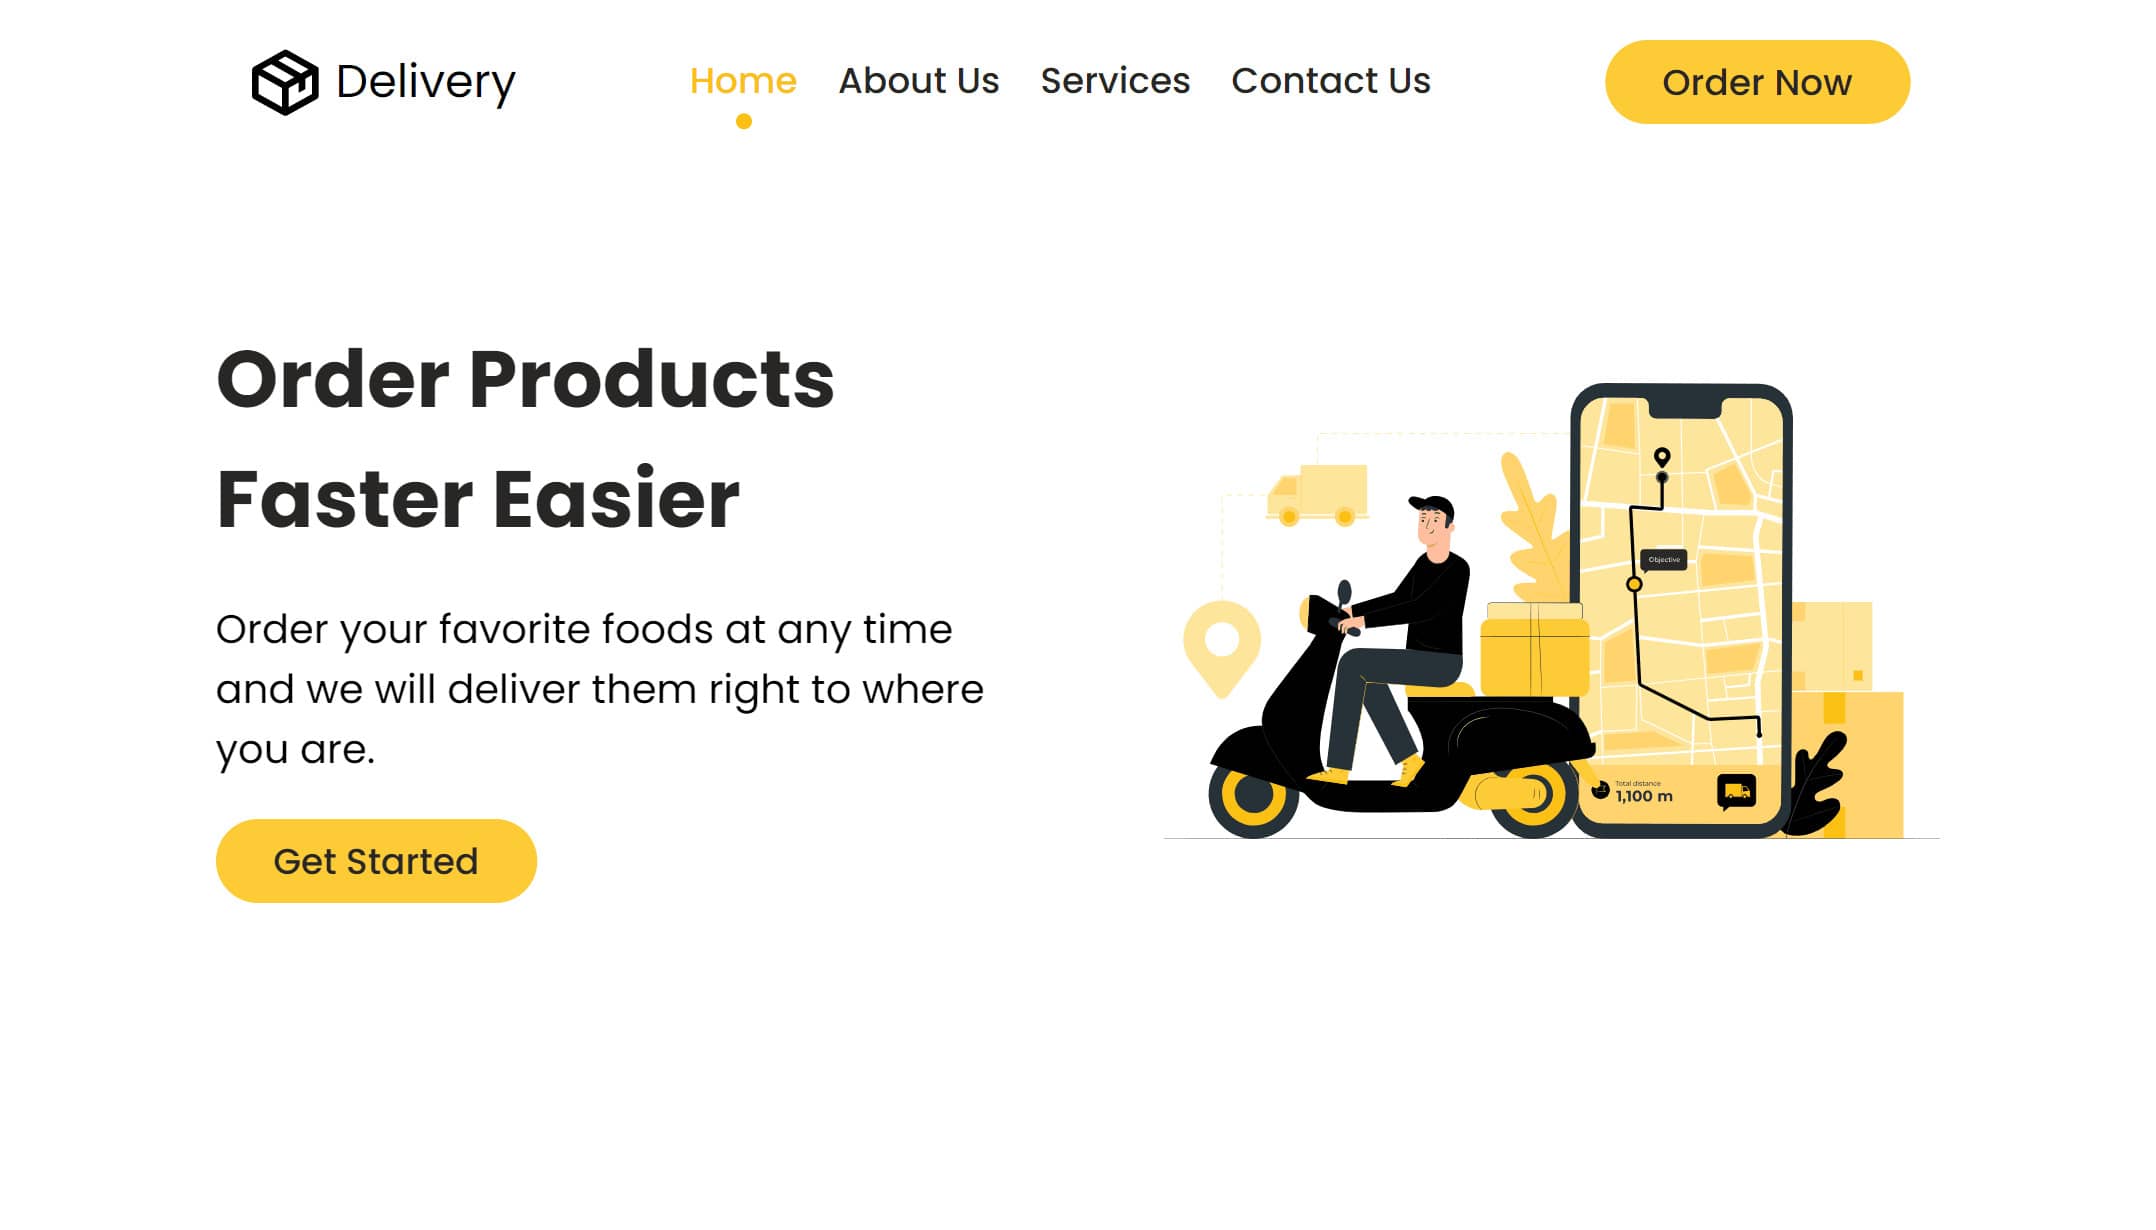 Delivery
Home
About Us
Services
Contact Us
Order Now
Order Products
Faster Easier
Order your favorite foods at any time
and we will deliver them right to where
you are.
Get Started
Objective
Total distance
1,100 m